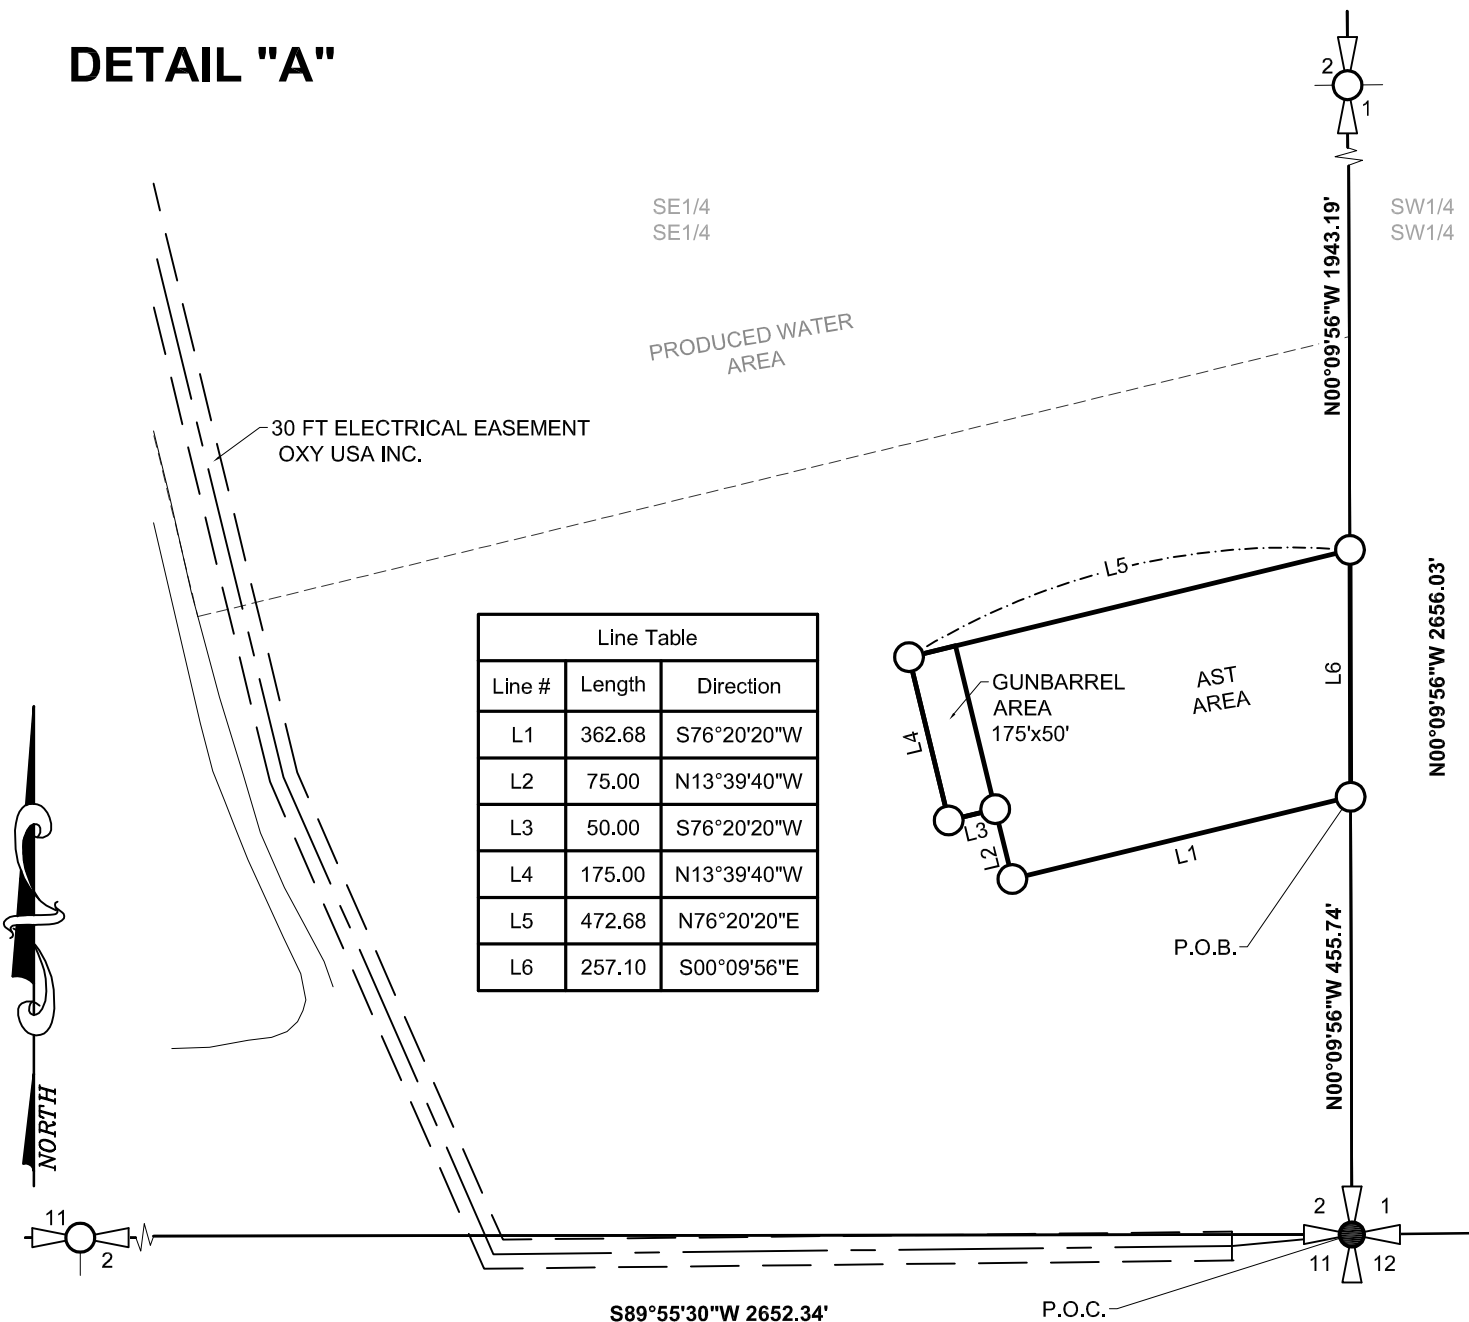 DETAIL "A"
2
1
SE1/4
SE1/4
SW1/4
SW1/4
N00°09'56"W 1943.19'
PRODUCED WATER
AREA
30 FT ELECTRICAL EASEMENT
OXY USA INC.
L5
Line Table
Line # Length Direction
L1 362.68 S76°20'20"W
L2 75.00 N13°39'40"W
L3 50.00 S76°20'20"W
L4 175.00 N13°39'40"W
L5 472.68 N76°20'20"E
L6 257.10 S00°09'56"E
GUNBARREL
AREA
175'x50'
AST
AREA
L6
N00°09'56"W 2656.03'
L4
L3
L2
L1
P.O.B.
N00°09'56"W 455.74'
NORTH
11
2
2
1
11
12
P.O.C.
S89°55'30"W 2652.34'